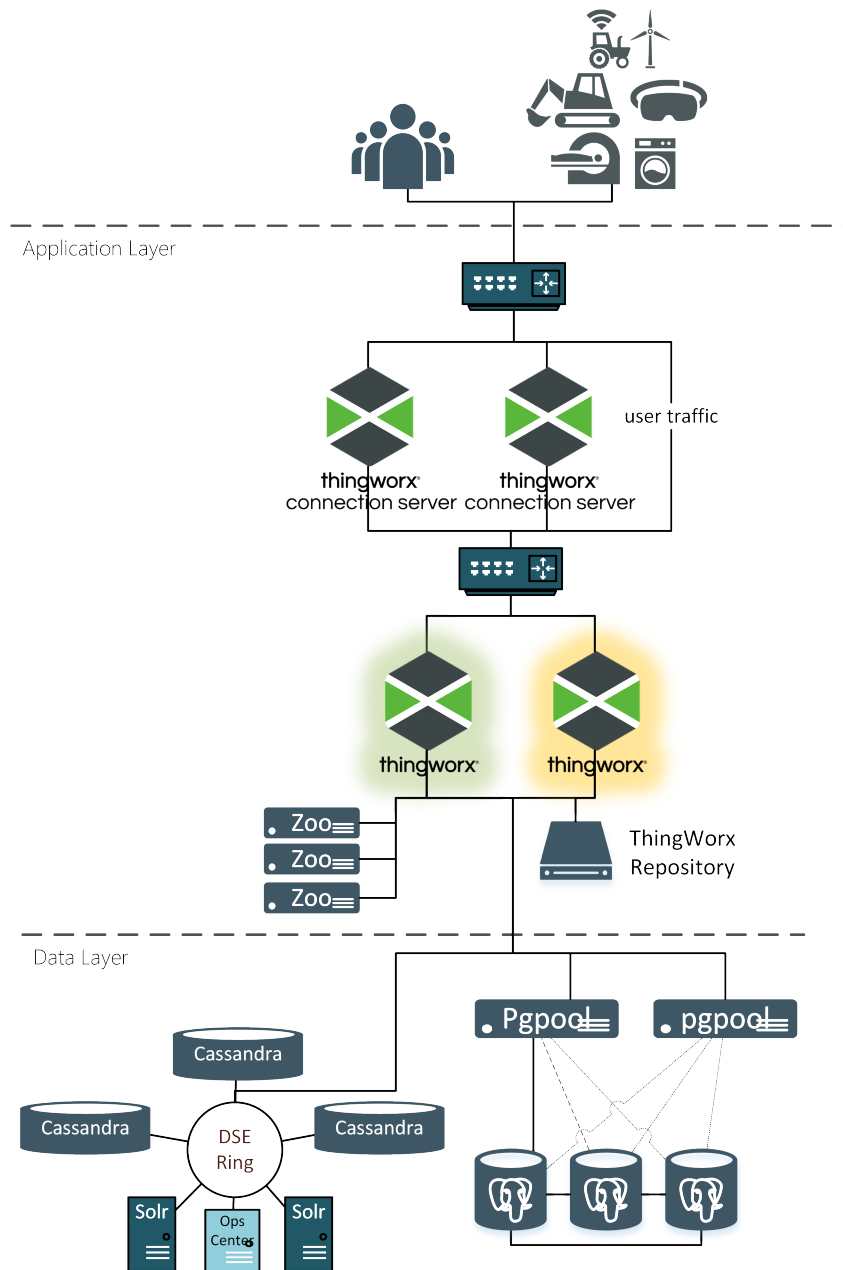 Application Layer
user traffic
thingworx®
connection server
thingworx®
connection server
thingworx®
thingworx®
Zoo
Zoo
Zoo
ThingWorx
Repository
Data Layer
Pgpool
pgpool
Cassandra
Cassandra
Cassandra
DSE
Ring
Solr
Ops
Center
Solr